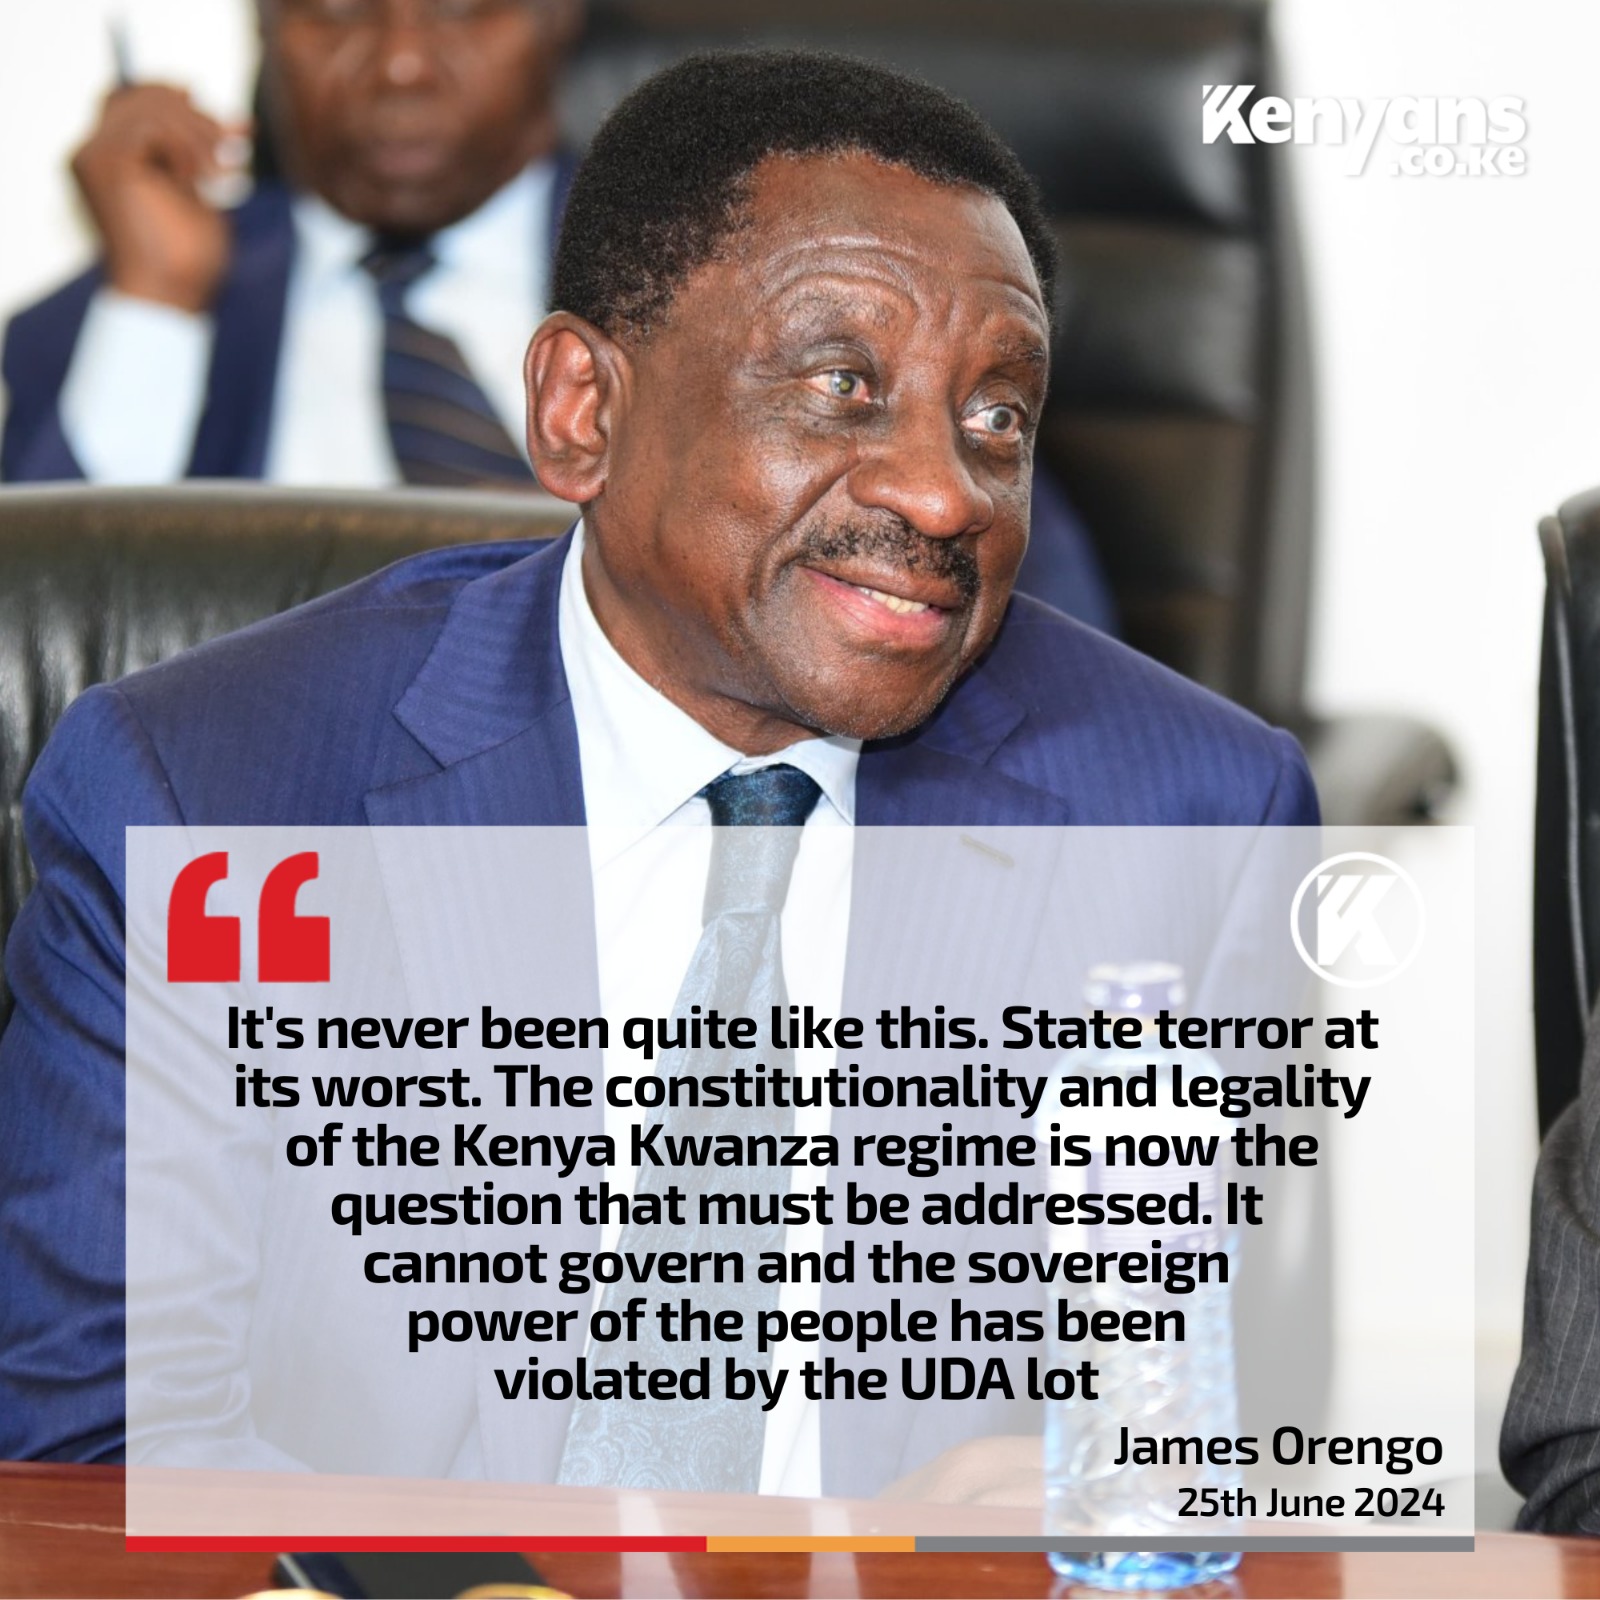 Kenyans
.co.ke
It's never been quite like this. State terror at
its worst. The constitutionality and legality
of the Kenya Kwanza regime is now the
question that must be addressed. It
cannot govern and the sovereign
power of the people has been
violated by the UDA lot
James Orengo
25th June 2024